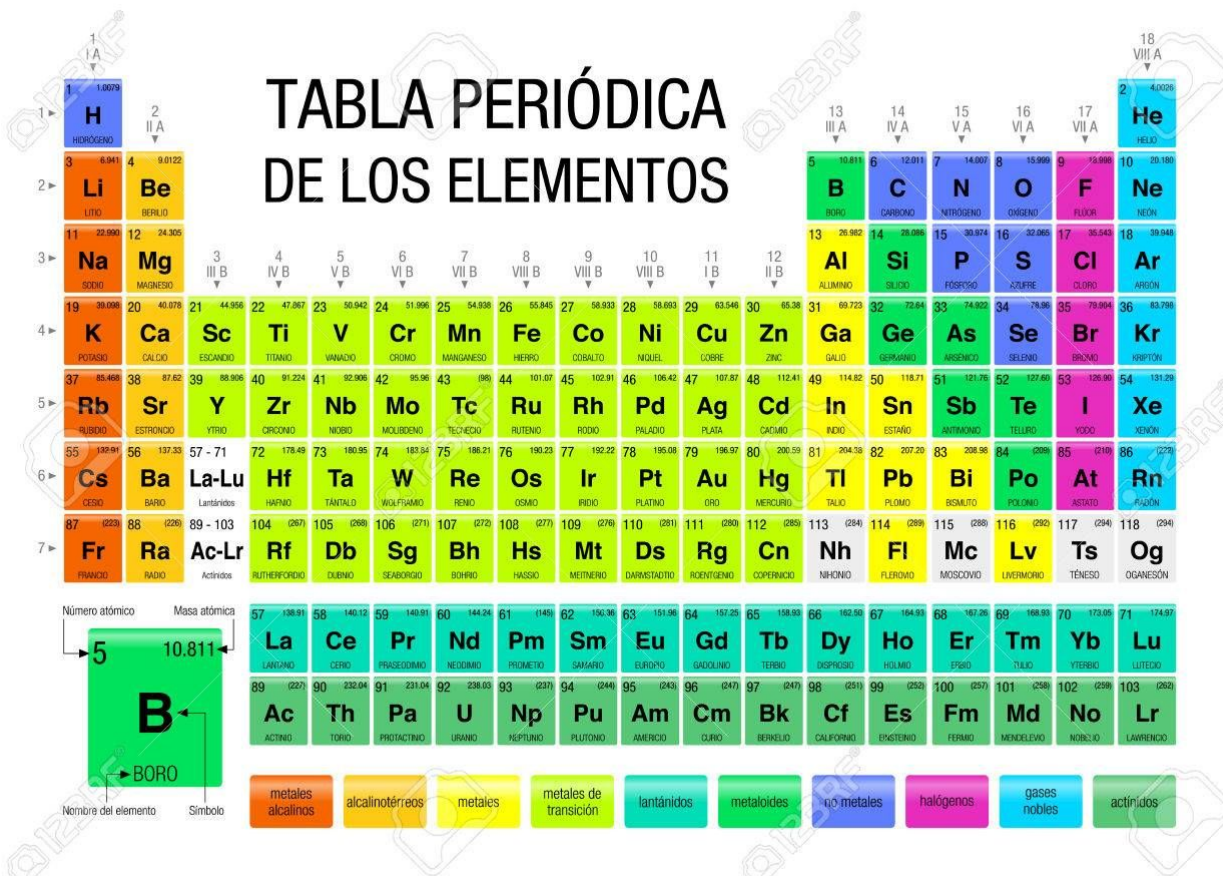 1
I A
18
VIII A
TABLA PERIÓDICA
DE LOS ELEMENTOS
1 2
II A
13 14 15 16 17
III A IV A V A VI A VII A
1 1.0079 2 4.0026
H He
HIDRÓGENO HELIO
2
3 6.941 4 9.0122 5 10.811 6 12.011 7 14.007 8 15.999 9 18.998 10 20.180
Li Be B C N O F Ne
LITIO BERILIO BORO CARBONO NITRÓGENO OXÍGENO FLÚOR NEÓN
3 4 5 6 7 8 9 10 11 12
III B IV B V B VI B VII B VIII B VIII B VIII B I B II B
3
11 22.990 12 24.305 13 26.982 14 28.086 15 30.974 16 32.065 17 35.543 18 39.948
Na Mg Al Si P S Cl Ar
SODIO MAGNESIO ALUMINIO SILICIO FÓSFORO AZUFRE CLORO ARGÓN
4
19 39.098 20 40.078 21 44.956 22 47.867 23 50.942 24 51.996 25 54.938 26 55.845 27 58.933 28 58.693 29 63.546 30 65.38 31 69.723 32 72.64 33 74.922 34 78.96 35 79.904 36 83.798
K Ca Sc Ti V Cr Mn Fe Co Ni Cu Zn Ga Ge As Se Br Kr
POTASIO CALCIO ESCANDIO TITANIO VANADIO CROMO MANGANESO HIERRO COBALTO NIQUEL COBRE ZINC GALIO GERMANIO ARSÉNICO SELENIO BROMO KRIPTÓN
5
37 85.468 38 87.62 39 88.906 40 91.224 41 92.906 42 95.96 43 (98) 44 101.07 45 102.91 46 106.42 47 107.87 48 112.41 49 114.82 50 118.71 51 121.76 52 127.60 53 126.90 54 131.29
Rb Sr Y Zr Nb Mo Tc Ru Rh Pd Ag Cd In Sn Sb Te I Xe
RUBIDIO ESTRONCIO YTRIO CIRCONIO NIOBIO MOLIBDENO TECNECIO RUTENIO RODIO PALADIO PLATA CADMIO INDIO ESTAÑO ANTIMONIO TELURO YODO XENÓN
6
55 132.91 56 137.33 57 - 71 72 178.49 73 180.95 74 183.84 75 186.21 76 190.23 77 192.22 78 195.08 79 196.97 80 200.59 81 204.38 82 207.20 83 208.98 84 (209) 85 (210) 86 (222)
Cs Ba La-Lu Hf Ta W Re Os Ir Pt Au Hg Tl Pb Bi Po At Rn
CESIO BARIO Lantánidos HAFNIO TÁNTALO WOLFRAMIO RENIO OSMIO IRIDIO PLATINO ORO MERCURIO TALIO PLOMO BISMUTO POLONIO ASTATO RADÓN
7
87 (223) 88 (226) 89 - 103 104 (267) 105 (268) 106 (271) 107 (272) 108 (277) 109 (276) 110 (281) 111 (280) 112 (285) 113 (284) 114 (289) 115 (288) 116 (292) 117 (294) 118 (294)
Fr Ra Ac-Lr Rf Db Sg Bh Hs Mt Ds Rg Cn Nh Fl Mc Lv Ts Og
FRANCIO RADIO Actínidos RUTHERFORDIO DUBNIO SEABORGIO BOHRIO HASSIO MEITNERIO DARMSTADTIO ROENTGENIO COPERNICIO NIHONIO FLEROVIO MOSCOVIO LIVERMORIO TÉNESO OGANESÓN
Número atómico Masa atómica
5 10.811
B
BORO
Nombre del elemento Símbolo
57 138.91 58 140.12 59 140.91 60 144.24 61 (145) 62 150.36 63 151.96 64 157.25 65 158.93 66 162.50 67 164.93 68 167.26 69 168.93 70 173.05 71 174.97
La Ce Pr Nd Pm Sm Eu Gd Tb Dy Ho Er Tm Yb Lu
LANTANO CERIO PRASEODIMIO NEODIMIO PROMETIO SAMARIO EUROPIO GADOLINIO TERBIO DISPROSIO HOLMIO ERBIO TULIO YTERBIO LUTECIO
89 (227) 90 232.04 91 231.04 92 238.03 93 (237) 94 (244) 95 (243) 96 (247) 97 (247) 98 (251) 99 (252) 100 (257) 101 (258) 102 (259) 103 (262)
Ac Th Pa U Np Pu Am Cm Bk Cf Es Fm Md No Lr
ACTINIO TORIO PROTACTINIO URANIO NEPTUNIO PLUTONIO AMERICIO CURIO BERKELIO CALIFORNIO EINSTEINIO FERMIO MENDELEVIO NOBELIO LAWRENCIO
metales
alcalinos
alcalinotérreos
metales
metales de
transición
lantánidos
metaloides
no metales
halógenos
gases
nobles
actínidos
123RF